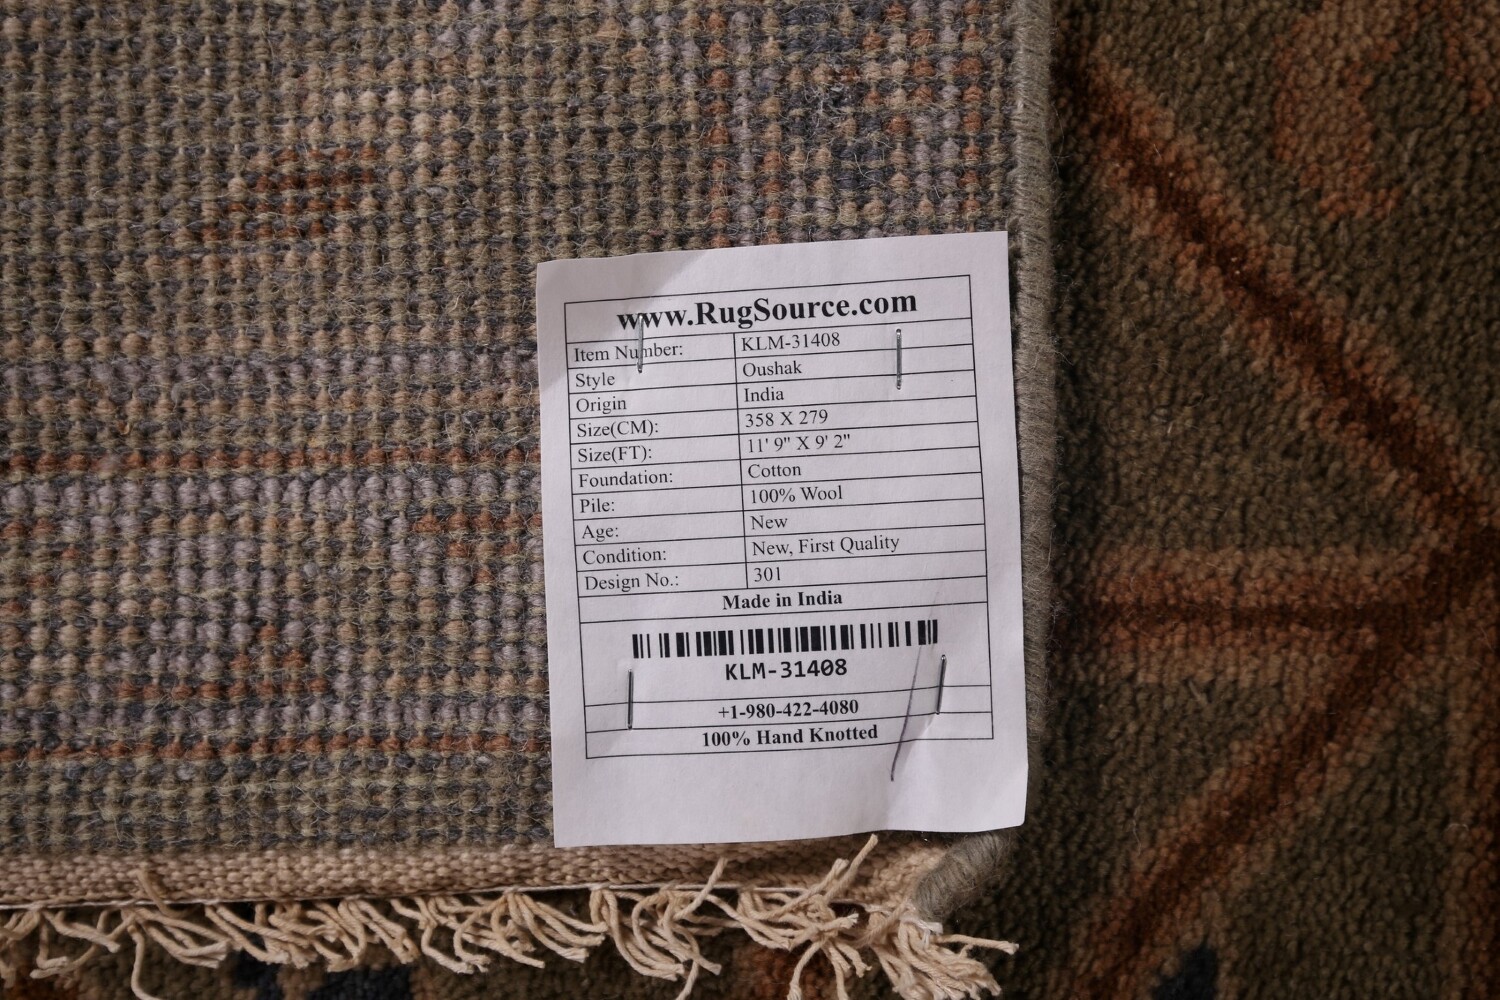 www.RugSource.com
Item Number: KLM-31408
Style Oushak
Origin India
Size(CM): 358 X 279
Size(FT): 11' 9" X 9' 2"
Foundation: Cotton
Pile: 100% Wool
Age: New
Condition: New, First Quality
Design No.: 301
Made in India
KLM-31408
+1-980-422-4080
100% Hand Knotted